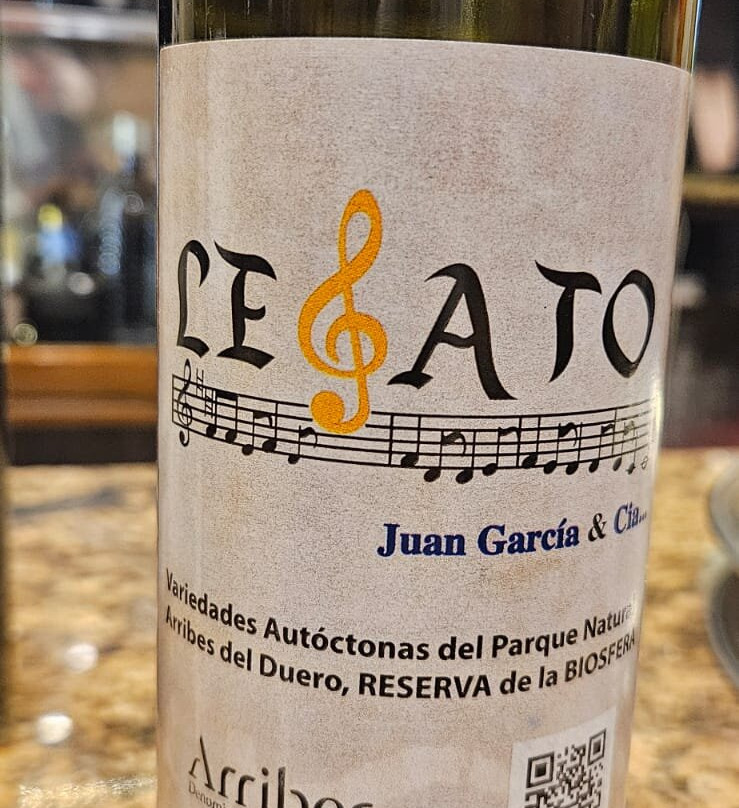 LEGATO
Juan García & Cía...
Variedades Autóctonas del Parque Natural
Arribes del Duero, RESERVA de la BIOSFERA
Arribes